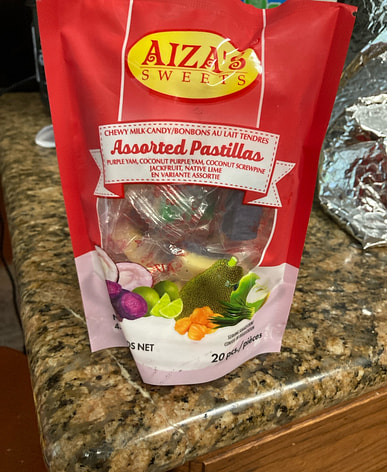 AIZA's
SWEETS
CHEWY MILK CANDY/BONBONS AU LAIT TENDRES
Assorted Pastillas
PURPLE YAM, COCONUT PURPLE YAM, COCONUT SCREWPINE
JACKFRUIT, NATIVE LIME
EN VARIANTE ASSORTIE
NET
20 pcs/pièces